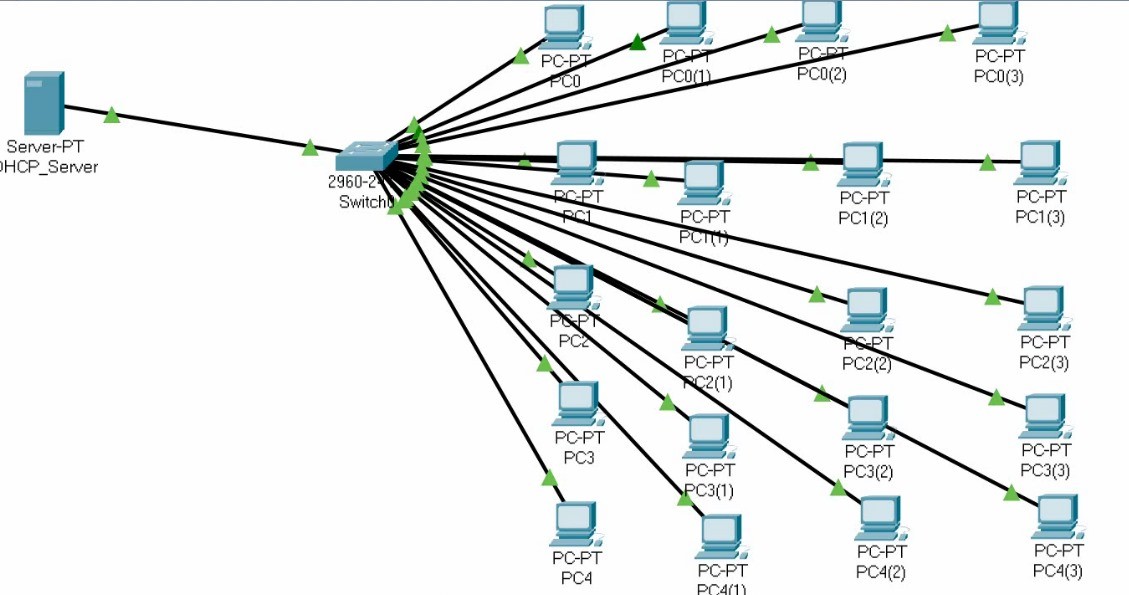 PC-PT
PC0
PC-PT
PC0(1)
PC-PT
PC0(2)
PC-PT
PC0(3)
Server-PT
DHCP_Server
2960-24
Switch0
PC-PT
PC1
PC-PT
PC1(1)
PC-PT
PC1(2)
PC-PT
PC1(3)
PC-PT
PC2
PC-PT
PC2(1)
PC-PT
PC2(2)
PC-PT
PC2(3)
PC-PT
PC3
PC-PT
PC3(1)
PC-PT
PC3(2)
PC-PT
PC3(3)
PC-PT
PC4
PC-PT
PC4(1)
PC-PT
PC4(2)
PC-PT
PC4(3)